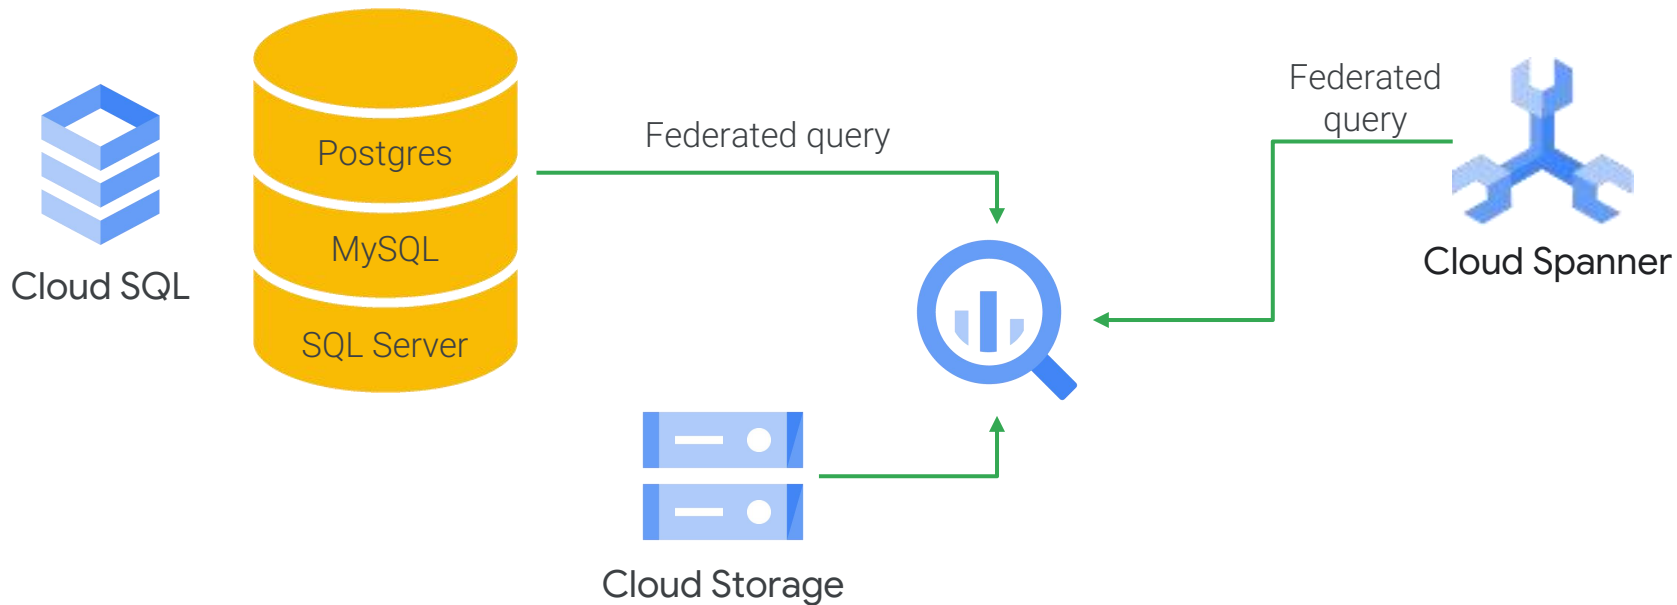 Cloud SQL
Postgres
MySQL
SQL Server
Federated query
Cloud Storage
Federated
query
Cloud Spanner